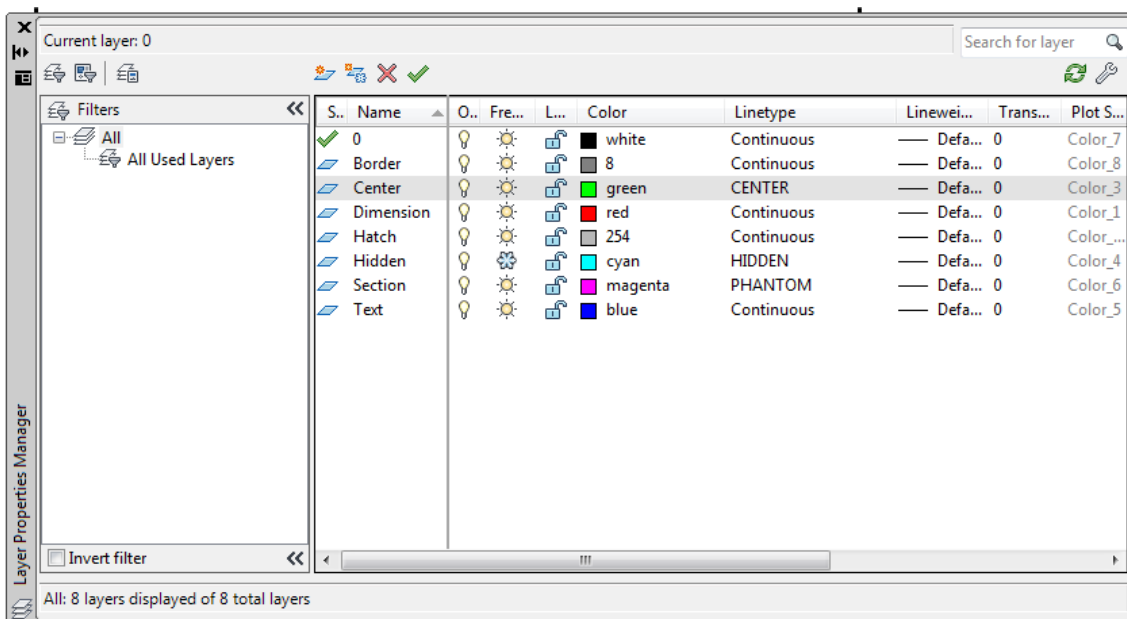 Current layer: 0
Search for layer
Filters
All
All Used Layers
S.. Name O.. Fre... L... Color Linetype Linewei... Trans... Plot S...
0 white Continuous Defa... 0 Color_7
Border 8 Continuous Defa... 0 Color_8
Center green CENTER Defa... 0 Color_3
Dimension red Continuous Defa... 0 Color_1
Hatch 254 Continuous Defa... 0 Color_...
Hidden cyan HIDDEN Defa... 0 Color_4
Section magenta PHANTOM Defa... 0 Color_6
Text blue Continuous Defa... 0 Color_5
Invert filter
Layer Properties Manager
All: 8 layers displayed of 8 total layers